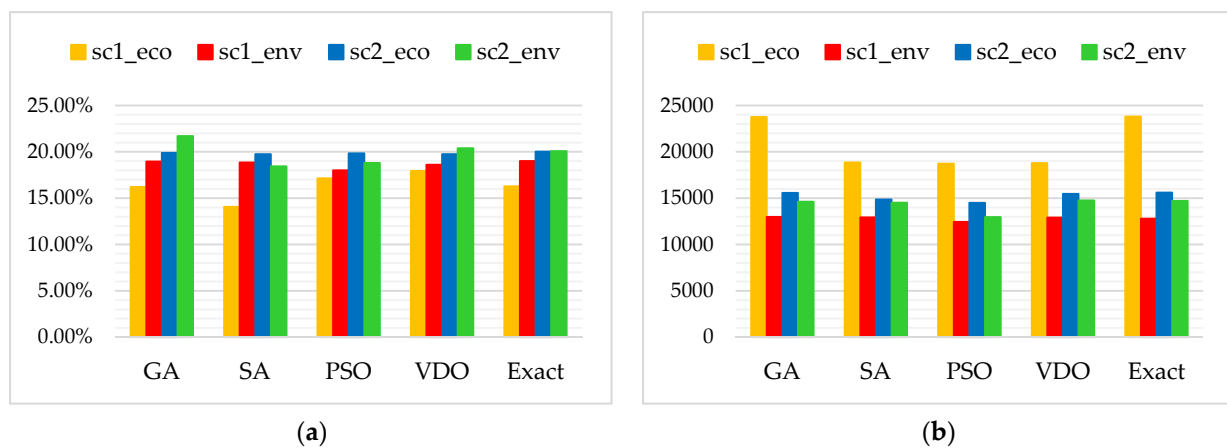 sc1_eco sc1_env sc2_eco sc2_env
25.00%
20.00%
15.00%
10.00%
5.00%
0.00%
GA SA PSO VDO Exact
(a)
sc1_eco sc1_env sc2_eco sc2_env
25000
20000
15000
10000
5000
0
GA SA PSO VDO Exact
(b)